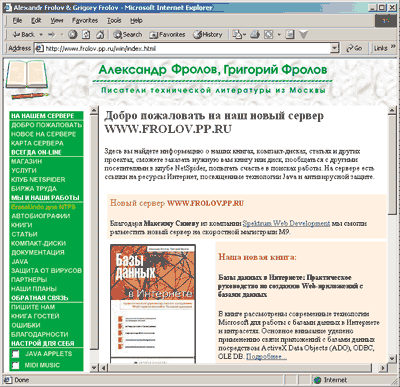 Alexandr Frolov & Grigory Frolov - Microsoft Internet Explorer
File Edit View Favorites Tools Help
Back Search Favorites History
Address http://www.frolov.pp.ru/win/index.html Go Links »
Александр Фролов, Григорий Фролов
Писатели технической литературы из Москвы
НА НАШЕМ СЕРВЕРЕ
ДОБРО ПОЖАЛОВАТЬ
НОВОЕ НА СЕРВЕРЕ
КАРТА СЕРВЕРА
ВСЕГДА ON-LINE
МАГАЗИН
УСЛУГИ
КЛУБ NETSPIDER
БИРЖА ТРУДА
МЫ И НАШИ РАБОТЫ
EraseUndo для NTFS
АВТОБИОГРАФИИ
КНИГИ
СТАТЬИ
КОМПАКТ-ДИСКИ
ДОКУМЕНТАЦИЯ
JAVA
ЗАЩИТА ОТ ВИРУСОВ
ПАРТНЕРЫ
НАШИ ПЛАНЫ
ОБРАТНАЯ СВЯЗЬ
ПИШИТЕ НАМ
КНИГА ГОСТЕЙ
ОШИБКИ
БЛАГОДАРНОСТИ
НАСТРОЙ ДЛЯ СЕБЯ
JAVA APPLETS
MIDI MUSIC
Добро пожаловать на наш новый сервер
WWW.FROLOV.PP.RU
Здесь вы найдете информацию о наших книгах, компакт-дисках, статьях и других
проектах, сможете заказать нужную вам книгу или диск, пообщаться с другими
посетителями в клубе NetSpider, попытать счастье в поисках работы. На сервере есть
ссылки на ресурсы Интернет, посвященные технологии Java и антивирусной защите.
Новый сервер WWW.FROLOV.PP.RU
Благодаря Максиму Синеву из компании Spektrum Web Development мы смогли
разместить новый сервер на скоростной магистрали М9.
Базы
данных
в Интернете
Наша новая книга:
Базы данных в Интернете: Практическое
руководство по созданию Web-приложений с
базами данных
В книге рассмотрены современные технологии
Microsoft для работы с базами данных в Интернете
и интрасетях. Основное внимание уделено
применению связи приложений с базами данных
посредством ActiveX Data Objects (ADO), ODBC,
OLE DB. Подробнее...
Done Internet